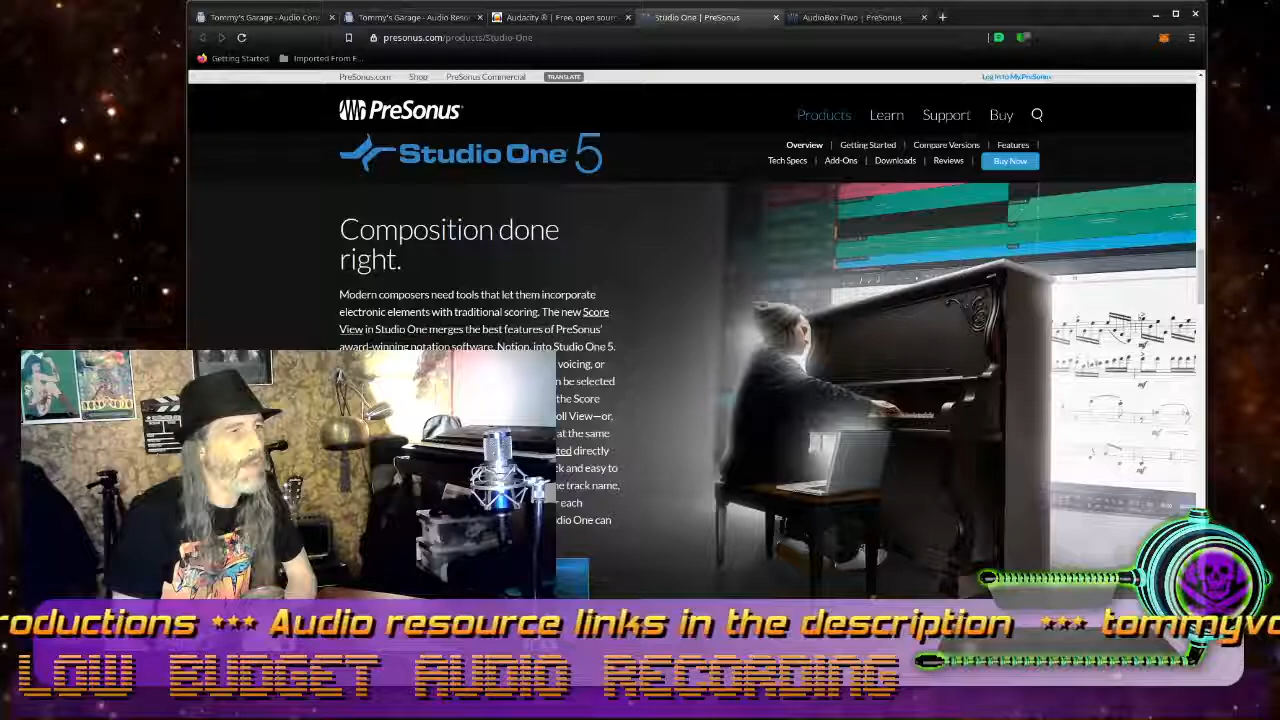 Tommy's Garage - Audio Con
Tommy's Garage - Audio Reso
Audacity ® | Free, open sourc
Studio One | PreSonus
AudioBox iTwo | PreSonus
presonus.com/products/Studio-One
Getting Started
Imported From F...
PreSonus.com
Shop
PreSonus Commercial
TRANSLATE
Log In to My.PreSonus
PreSonus
Products
Learn
Support
Buy
Studio One 5
Overview | Getting Started | Compare Versions | Features |
Tech Specs | Add-Ons | Downloads | Reviews | Buy Now
Composition done
right.
Modern composers need tools that let them incorporate
electronic elements with traditional scoring. The new Score
View in Studio One merges the best features of PreSonus’
award-winning notation software, Notion, into Studio One 5.
voicing, or
n be selected
the Score
oll View—or,
at the same
ted directly
k and easy to
he track name,
r each
dio One can
roductions *** Audio resource links in the description *** tommyvo
LOW BUDGET AUDIO RECORDING